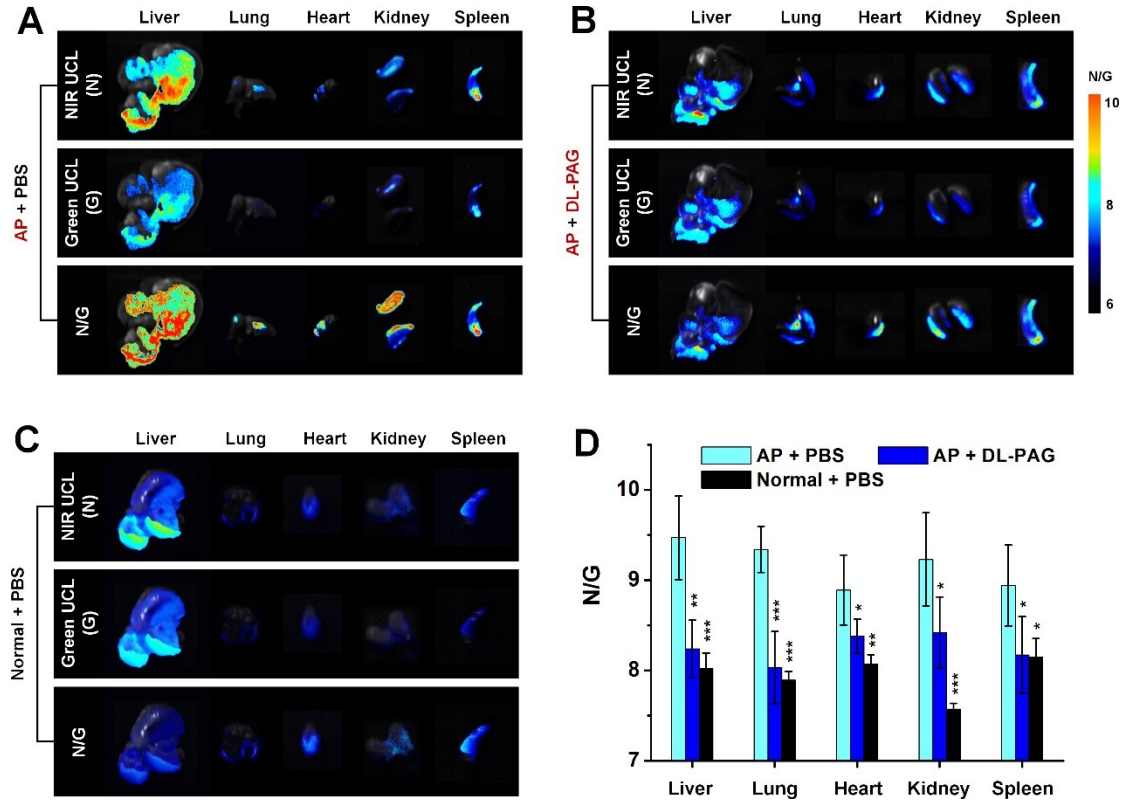 A
Liver Lung Heart Kidney Spleen
AP + PBS
NIR UCL
(N)
Green UCL
(G)
N/G
B
Liver Lung Heart Kidney Spleen
AP + DL-PAG
NIR UCL
(N)
Green UCL
(G)
N/G
N/G
10
8
6
C
Liver Lung Heart Kidney Spleen
Normal + PBS
NIR UCL
(N)
Green UCL
(G)
N/G
D
AP + PBS AP + DL-PAG
Normal + PBS
N/G
10
9
8
7
** *** *** *** * ** * *** * *
Liver Lung Heart Kidney Spleen